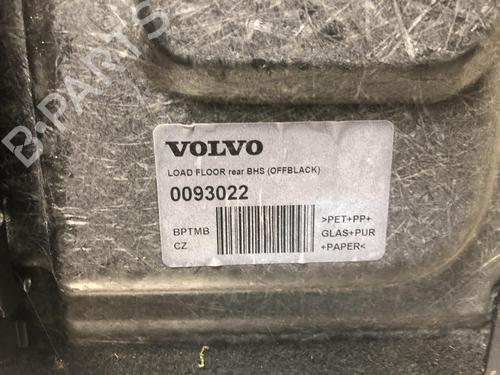 B-PARTS
VOLVO
LOAD FLOOR rear BHS (OFFBLACK)
0093022
BPTMB
CZ
>PET+PP+
GLAS+PUR
+PAPER<